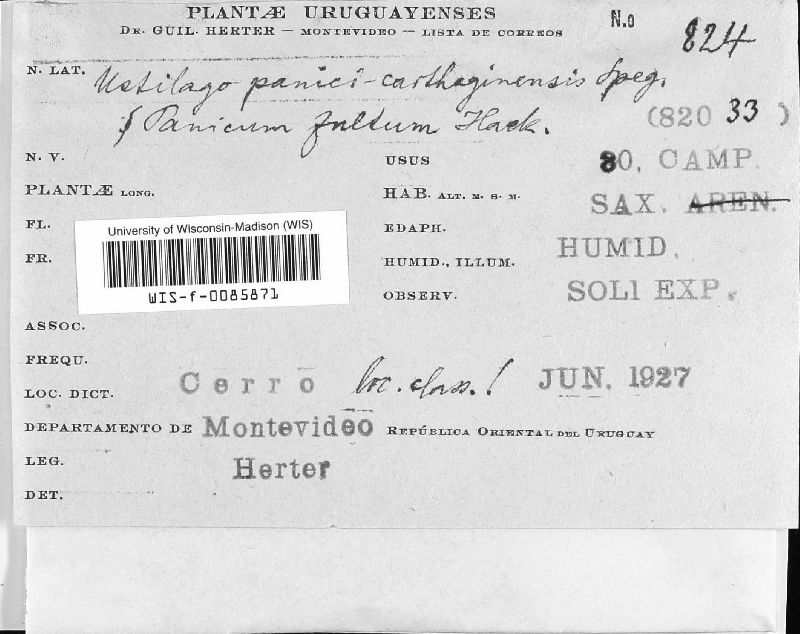 PLANTÆ URUGUAYENSES N.o
DR. GUIL. HERTER — MONTEVIDEO — LISTA DE CORREOS 824
N. LAT. Ustilago panici-carthaginensis Speg.
Panicum fultum Hack. (820 33 )
N. V. USUS 80, CAMP.
PLANTÆ LONG. HAB. ALT. M. S. M. SAX. AREN.
FL. EDAPH.
University of Wisconsin-Madison (WIS)
FR. HUMID., ILLUM. HUMID.
WIS-f-0085871
OBSERV. SOLI EXP.
ASSOC.
FREQU.
LOC. DICT. Cerro loc. class.! JUN. 1927
DEPARTAMENTO DE Montevideo REPÚBLICA ORIENTAL DEL URUGUAY
LEG. Herter
DET.